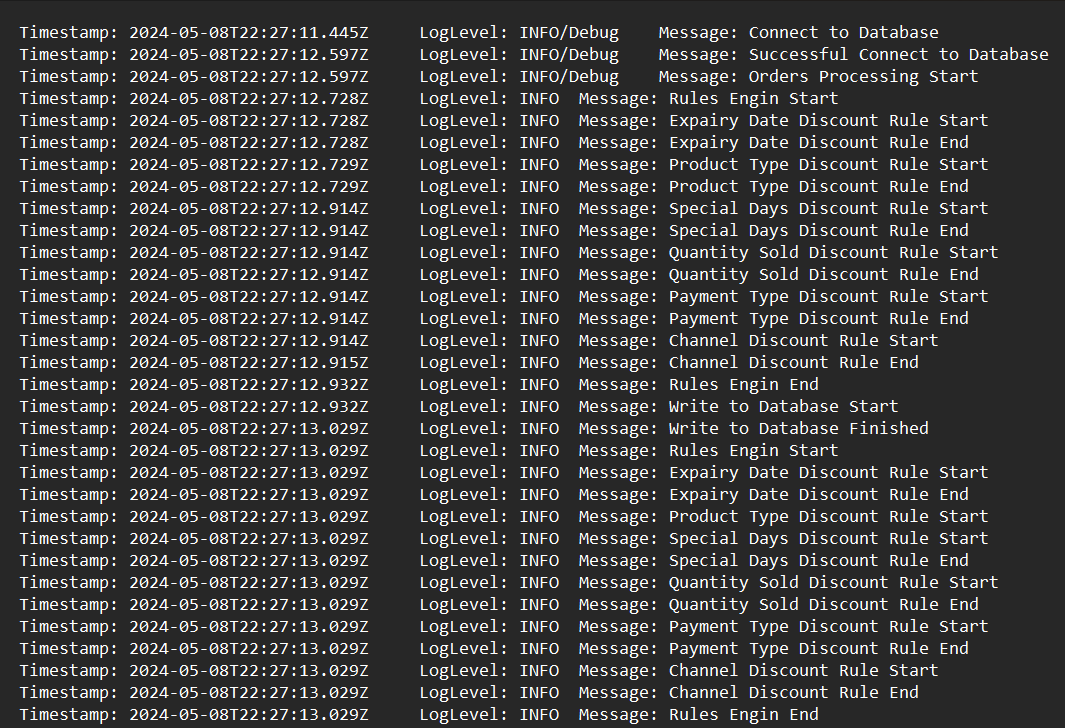 Timestamp: 2024-05-08T22:27:11.445Z     LogLevel: INFO/Debug    Message: Connect to Database
Timestamp: 2024-05-08T22:27:12.597Z     LogLevel: INFO/Debug    Message: Successful Connect to Database
Timestamp: 2024-05-08T22:27:12.597Z     LogLevel: INFO/Debug    Message: Orders Processing Start
Timestamp: 2024-05-08T22:27:12.728Z     LogLevel: INFO  Message: Rules Engin Start
Timestamp: 2024-05-08T22:27:12.728Z     LogLevel: INFO  Message: Expairy Date Discount Rule Start
Timestamp: 2024-05-08T22:27:12.728Z     LogLevel: INFO  Message: Expairy Date Discount Rule End
Timestamp: 2024-05-08T22:27:12.729Z     LogLevel: INFO  Message: Product Type Discount Rule Start
Timestamp: 2024-05-08T22:27:12.729Z     LogLevel: INFO  Message: Product Type Discount Rule End
Timestamp: 2024-05-08T22:27:12.914Z     LogLevel: INFO  Message: Special Days Discount Rule Start
Timestamp: 2024-05-08T22:27:12.914Z     LogLevel: INFO  Message: Special Days Discount Rule End
Timestamp: 2024-05-08T22:27:12.914Z     LogLevel: INFO  Message: Quantity Sold Discount Rule Start
Timestamp: 2024-05-08T22:27:12.914Z     LogLevel: INFO  Message: Quantity Sold Discount Rule End
Timestamp: 2024-05-08T22:27:12.914Z     LogLevel: INFO  Message: Payment Type Discount Rule Start
Timestamp: 2024-05-08T22:27:12.914Z     LogLevel: INFO  Message: Payment Type Discount Rule End
Timestamp: 2024-05-08T22:27:12.914Z     LogLevel: INFO  Message: Channel Discount Rule Start
Timestamp: 2024-05-08T22:27:12.915Z     LogLevel: INFO  Message: Channel Discount Rule End
Timestamp: 2024-05-08T22:27:12.932Z     LogLevel: INFO  Message: Rules Engin End
Timestamp: 2024-05-08T22:27:12.932Z     LogLevel: INFO  Message: Write to Database Start
Timestamp: 2024-05-08T22:27:13.029Z     LogLevel: INFO  Message: Write to Database Finished
Timestamp: 2024-05-08T22:27:13.029Z     LogLevel: INFO  Message: Rules Engin Start
Timestamp: 2024-05-08T22:27:13.029Z     LogLevel: INFO  Message: Expairy Date Discount Rule Start
Timestamp: 2024-05-08T22:27:13.029Z     LogLevel: INFO  Message: Expairy Date Discount Rule End
Timestamp: 2024-05-08T22:27:13.029Z     LogLevel: INFO  Message: Product Type Discount Rule Start
Timestamp: 2024-05-08T22:27:13.029Z     LogLevel: INFO  Message: Special Days Discount Rule Start
Timestamp: 2024-05-08T22:27:13.029Z     LogLevel: INFO  Message: Special Days Discount Rule End
Timestamp: 2024-05-08T22:27:13.029Z     LogLevel: INFO  Message: Quantity Sold Discount Rule Start
Timestamp: 2024-05-08T22:27:13.029Z     LogLevel: INFO  Message: Quantity Sold Discount Rule End
Timestamp: 2024-05-08T22:27:13.029Z     LogLevel: INFO  Message: Payment Type Discount Rule Start
Timestamp: 2024-05-08T22:27:13.029Z     LogLevel: INFO  Message: Payment Type Discount Rule End
Timestamp: 2024-05-08T22:27:13.029Z     LogLevel: INFO  Message: Channel Discount Rule Start
Timestamp: 2024-05-08T22:27:13.029Z     LogLevel: INFO  Message: Channel Discount Rule End
Timestamp: 2024-05-08T22:27:13.029Z     LogLevel: INFO  Message: Rules Engin End